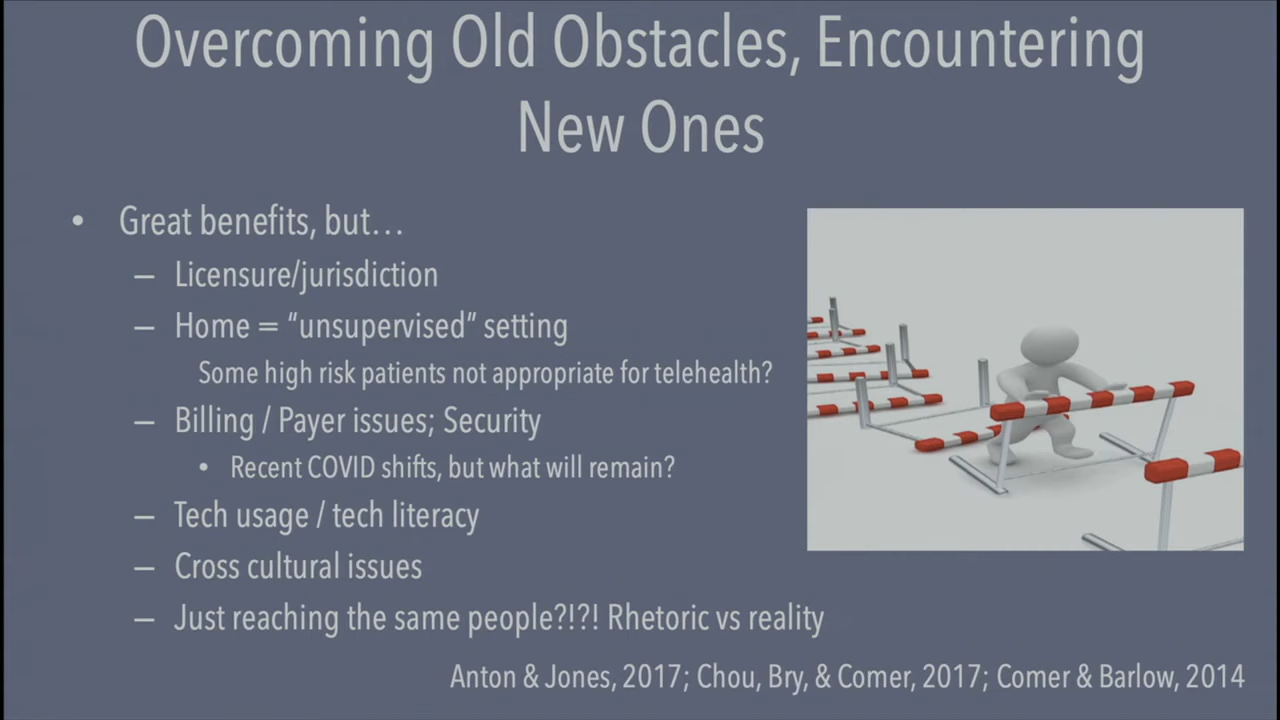 Overcoming Old Obstacles, Encountering
New Ones
• Great benefits, but…
– Licensure/jurisdiction
– Home = “unsupervised” setting
Some high risk patients not appropriate for telehealth?
– Billing / Payer issues; Security
• Recent COVID shifts, but what will remain?
– Tech usage / tech literacy
– Cross cultural issues
– Just reaching the same people?!?! Rhetoric vs reality
Anton & Jones, 2017; Chou, Bry, & Comer, 2017; Comer & Barlow, 2014